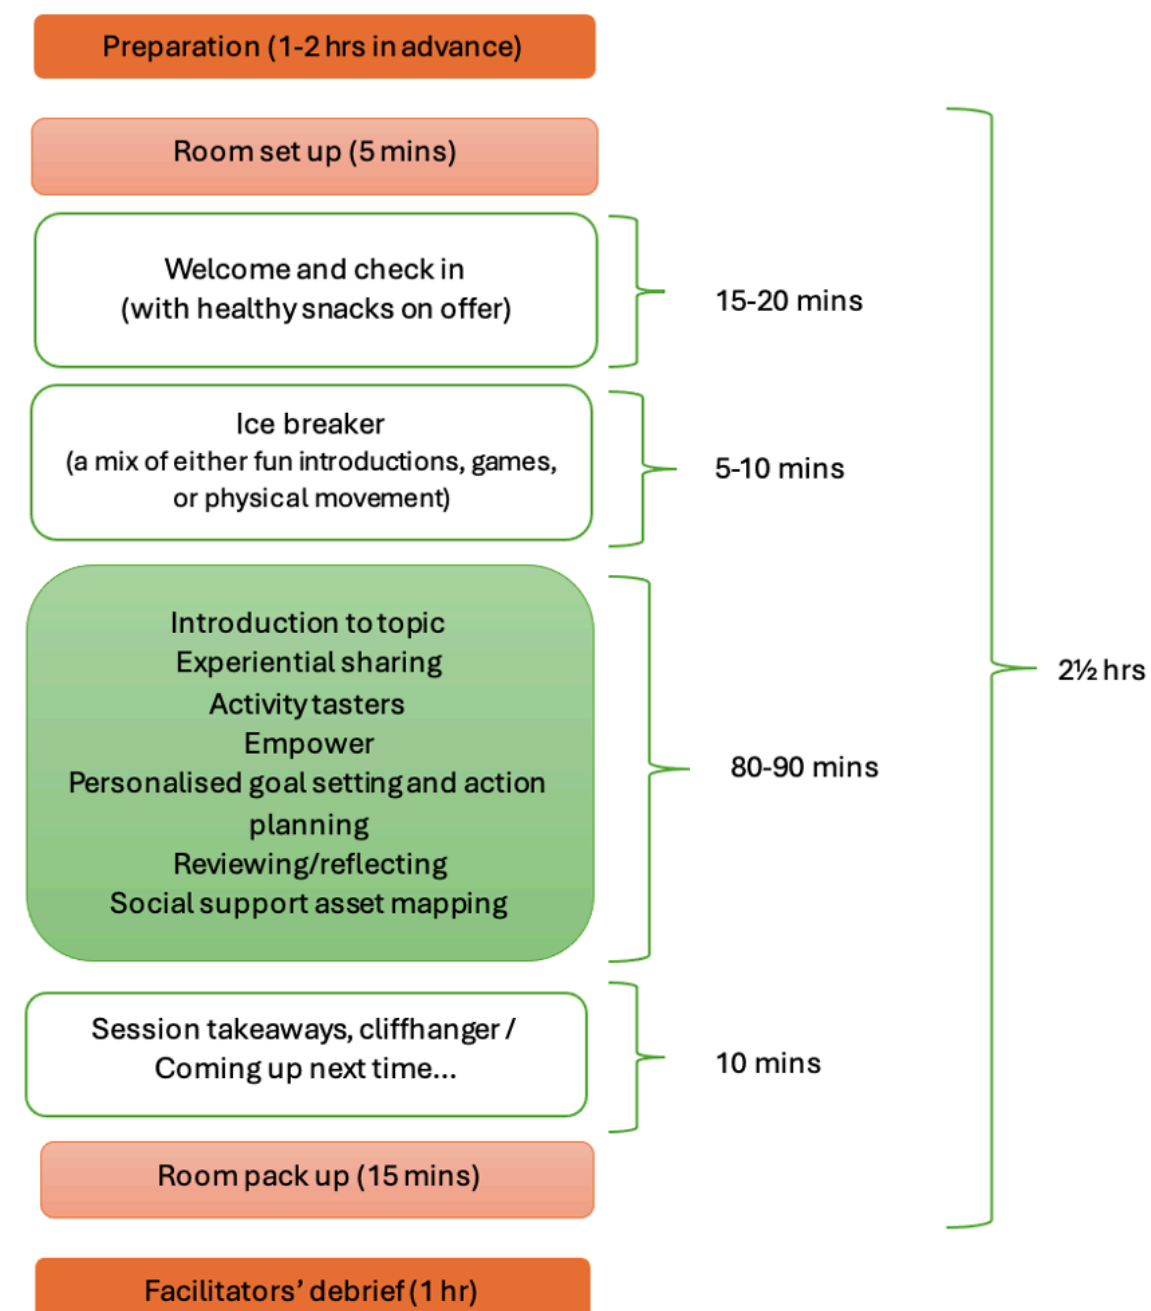 Preparation (1-2 hrs in advance)
Room set up (5 mins)
Welcome and check in
(with healthy snacks on offer)
15-20 mins
Ice breaker
(a mix of either fun introductions, games,
or physical movement)
5-10 mins
Introduction to topic
Experiential sharing
Activity tasters
Empower
Personalised goal setting and action
planning
Reviewing/reflecting
Social support asset mapping
80-90 mins
2½ hrs
Session takeaways, cliffhanger /
Coming up next time...
10 mins
Room pack up (15 mins)
Facilitators’ debrief (1 hr)